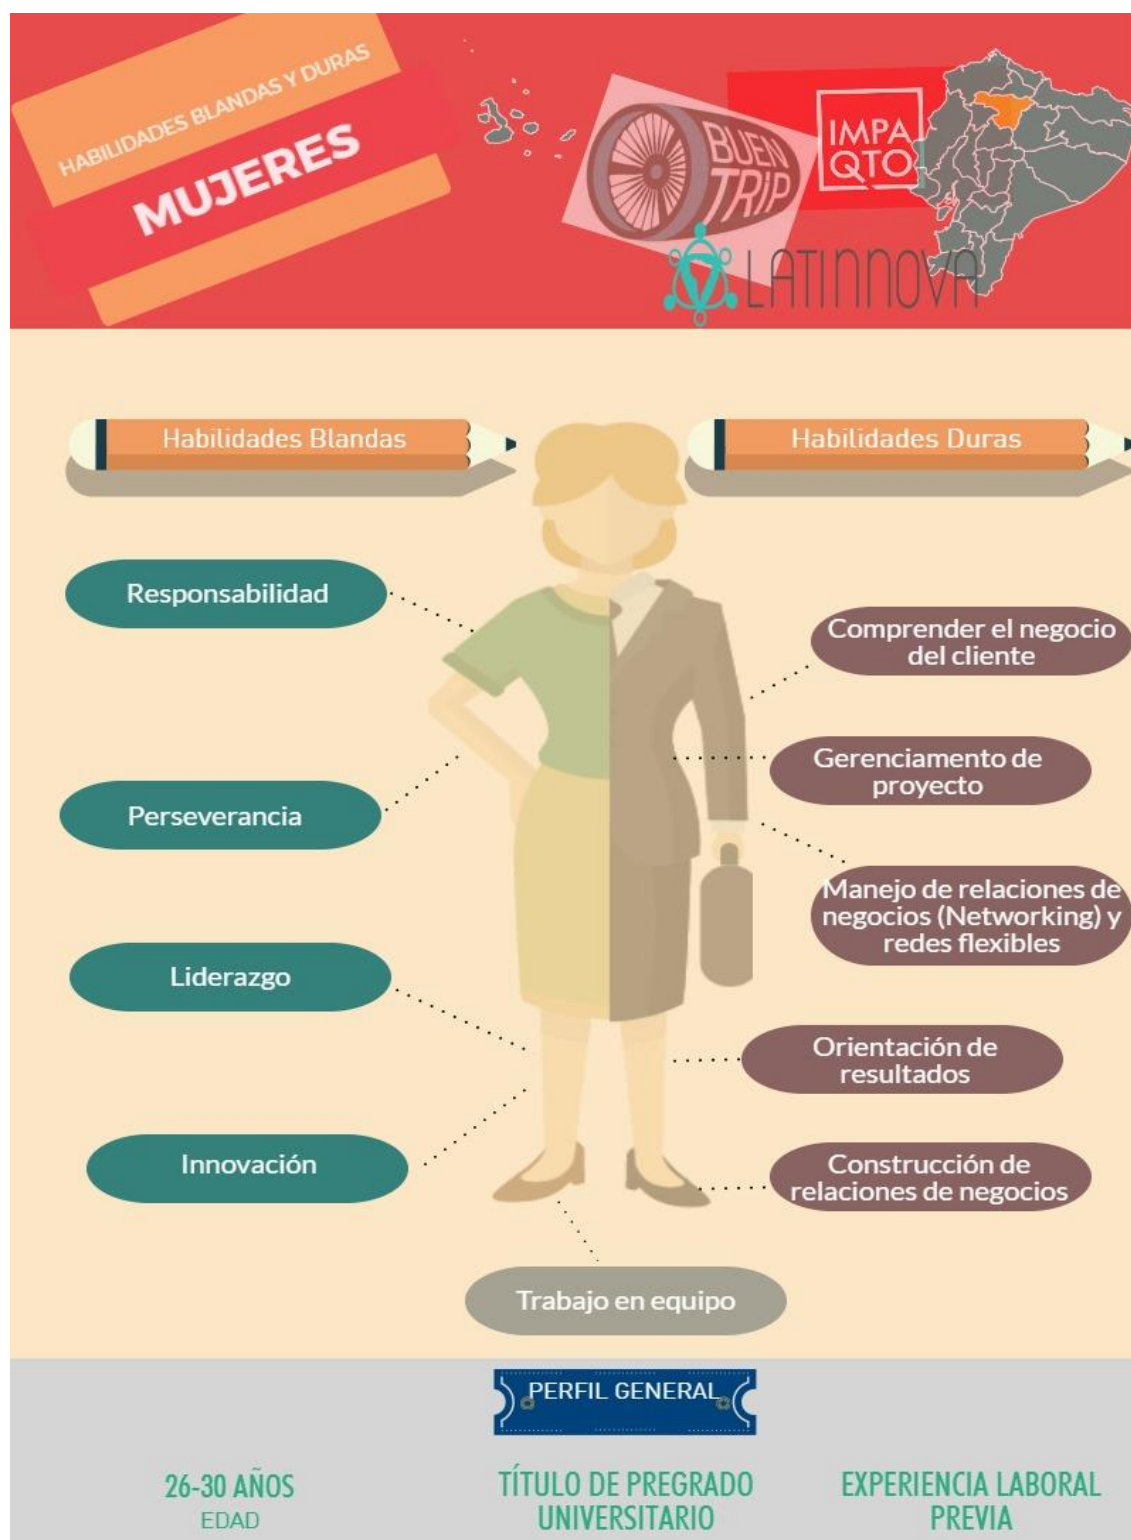 HABILIDADES BLANDAS Y DURAS
MUJERES
BUEN
TRIP
IMPA
QTO
LATINNOVA
Habilidades Blandas
Habilidades Duras
Responsabilidad
Comprender el negocio
del cliente
Gerenciamento de
proyecto
Perseverancia
Manejo de relaciones de
negocios (Networking) y
redes flexibles
Liderazgo
Orientación de
resultados
Innovación
Construcción de
relaciones de negocios
Trabajo en equipo
PERFIL GENERAL
26-30 AÑOS
EDAD
TÍTULO DE PREGRADO
UNIVERSITARIO
EXPERIENCIA LABORAL
PREVIA